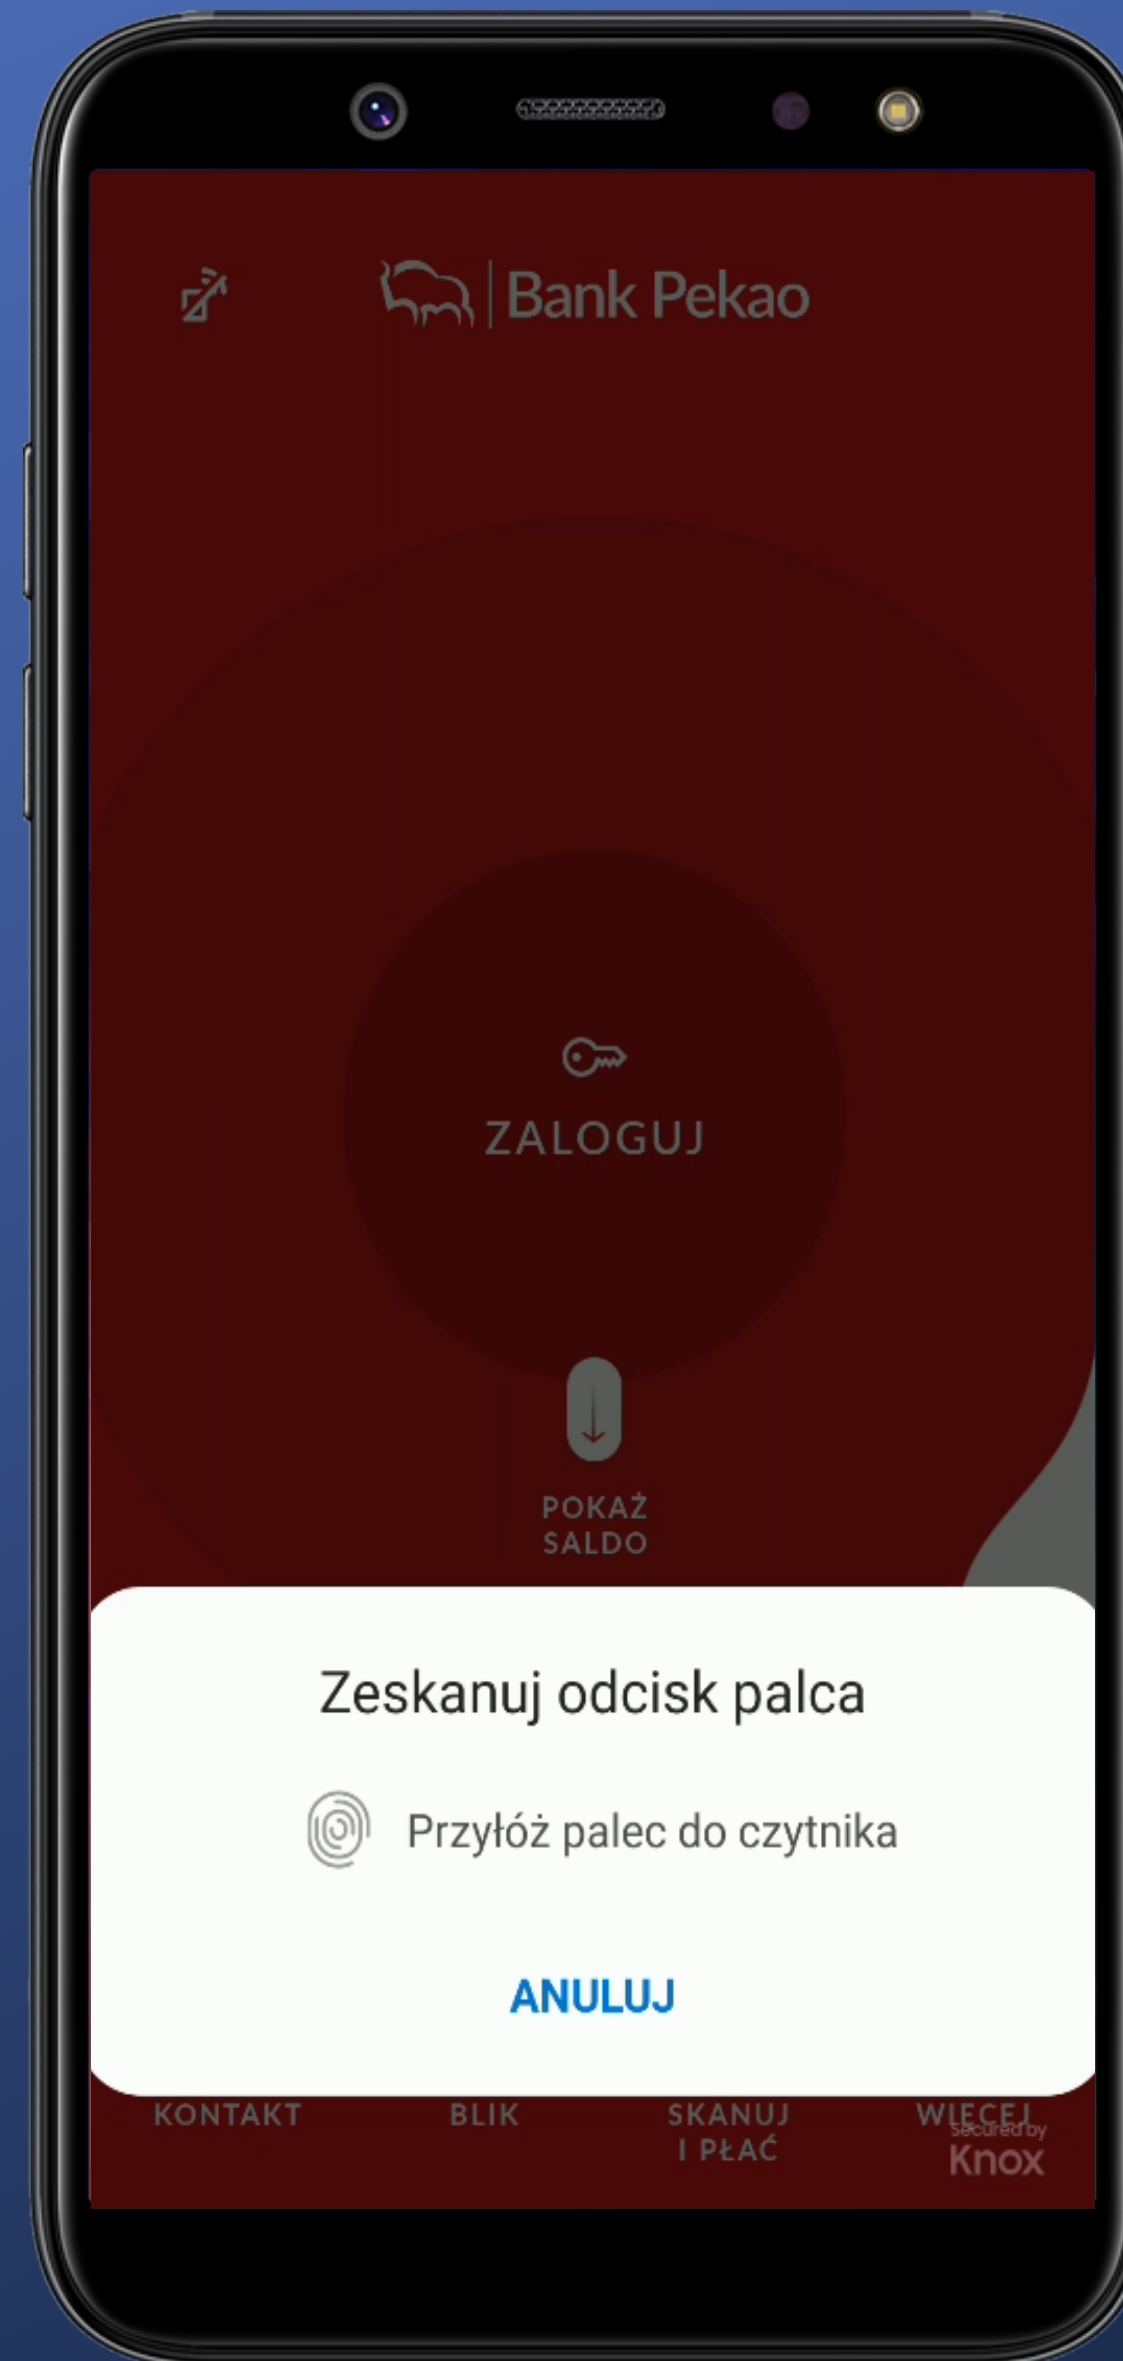 Bank Pekao
ZALOGUJ
POKAŻ
SALDO
Zeskanuj odcisk palca
Przyłóż palec do czytnika
ANULUJ
KONTAKT BLIK SKANUJ WIĘCEJ
I PŁAĆ
Secured by
Knox